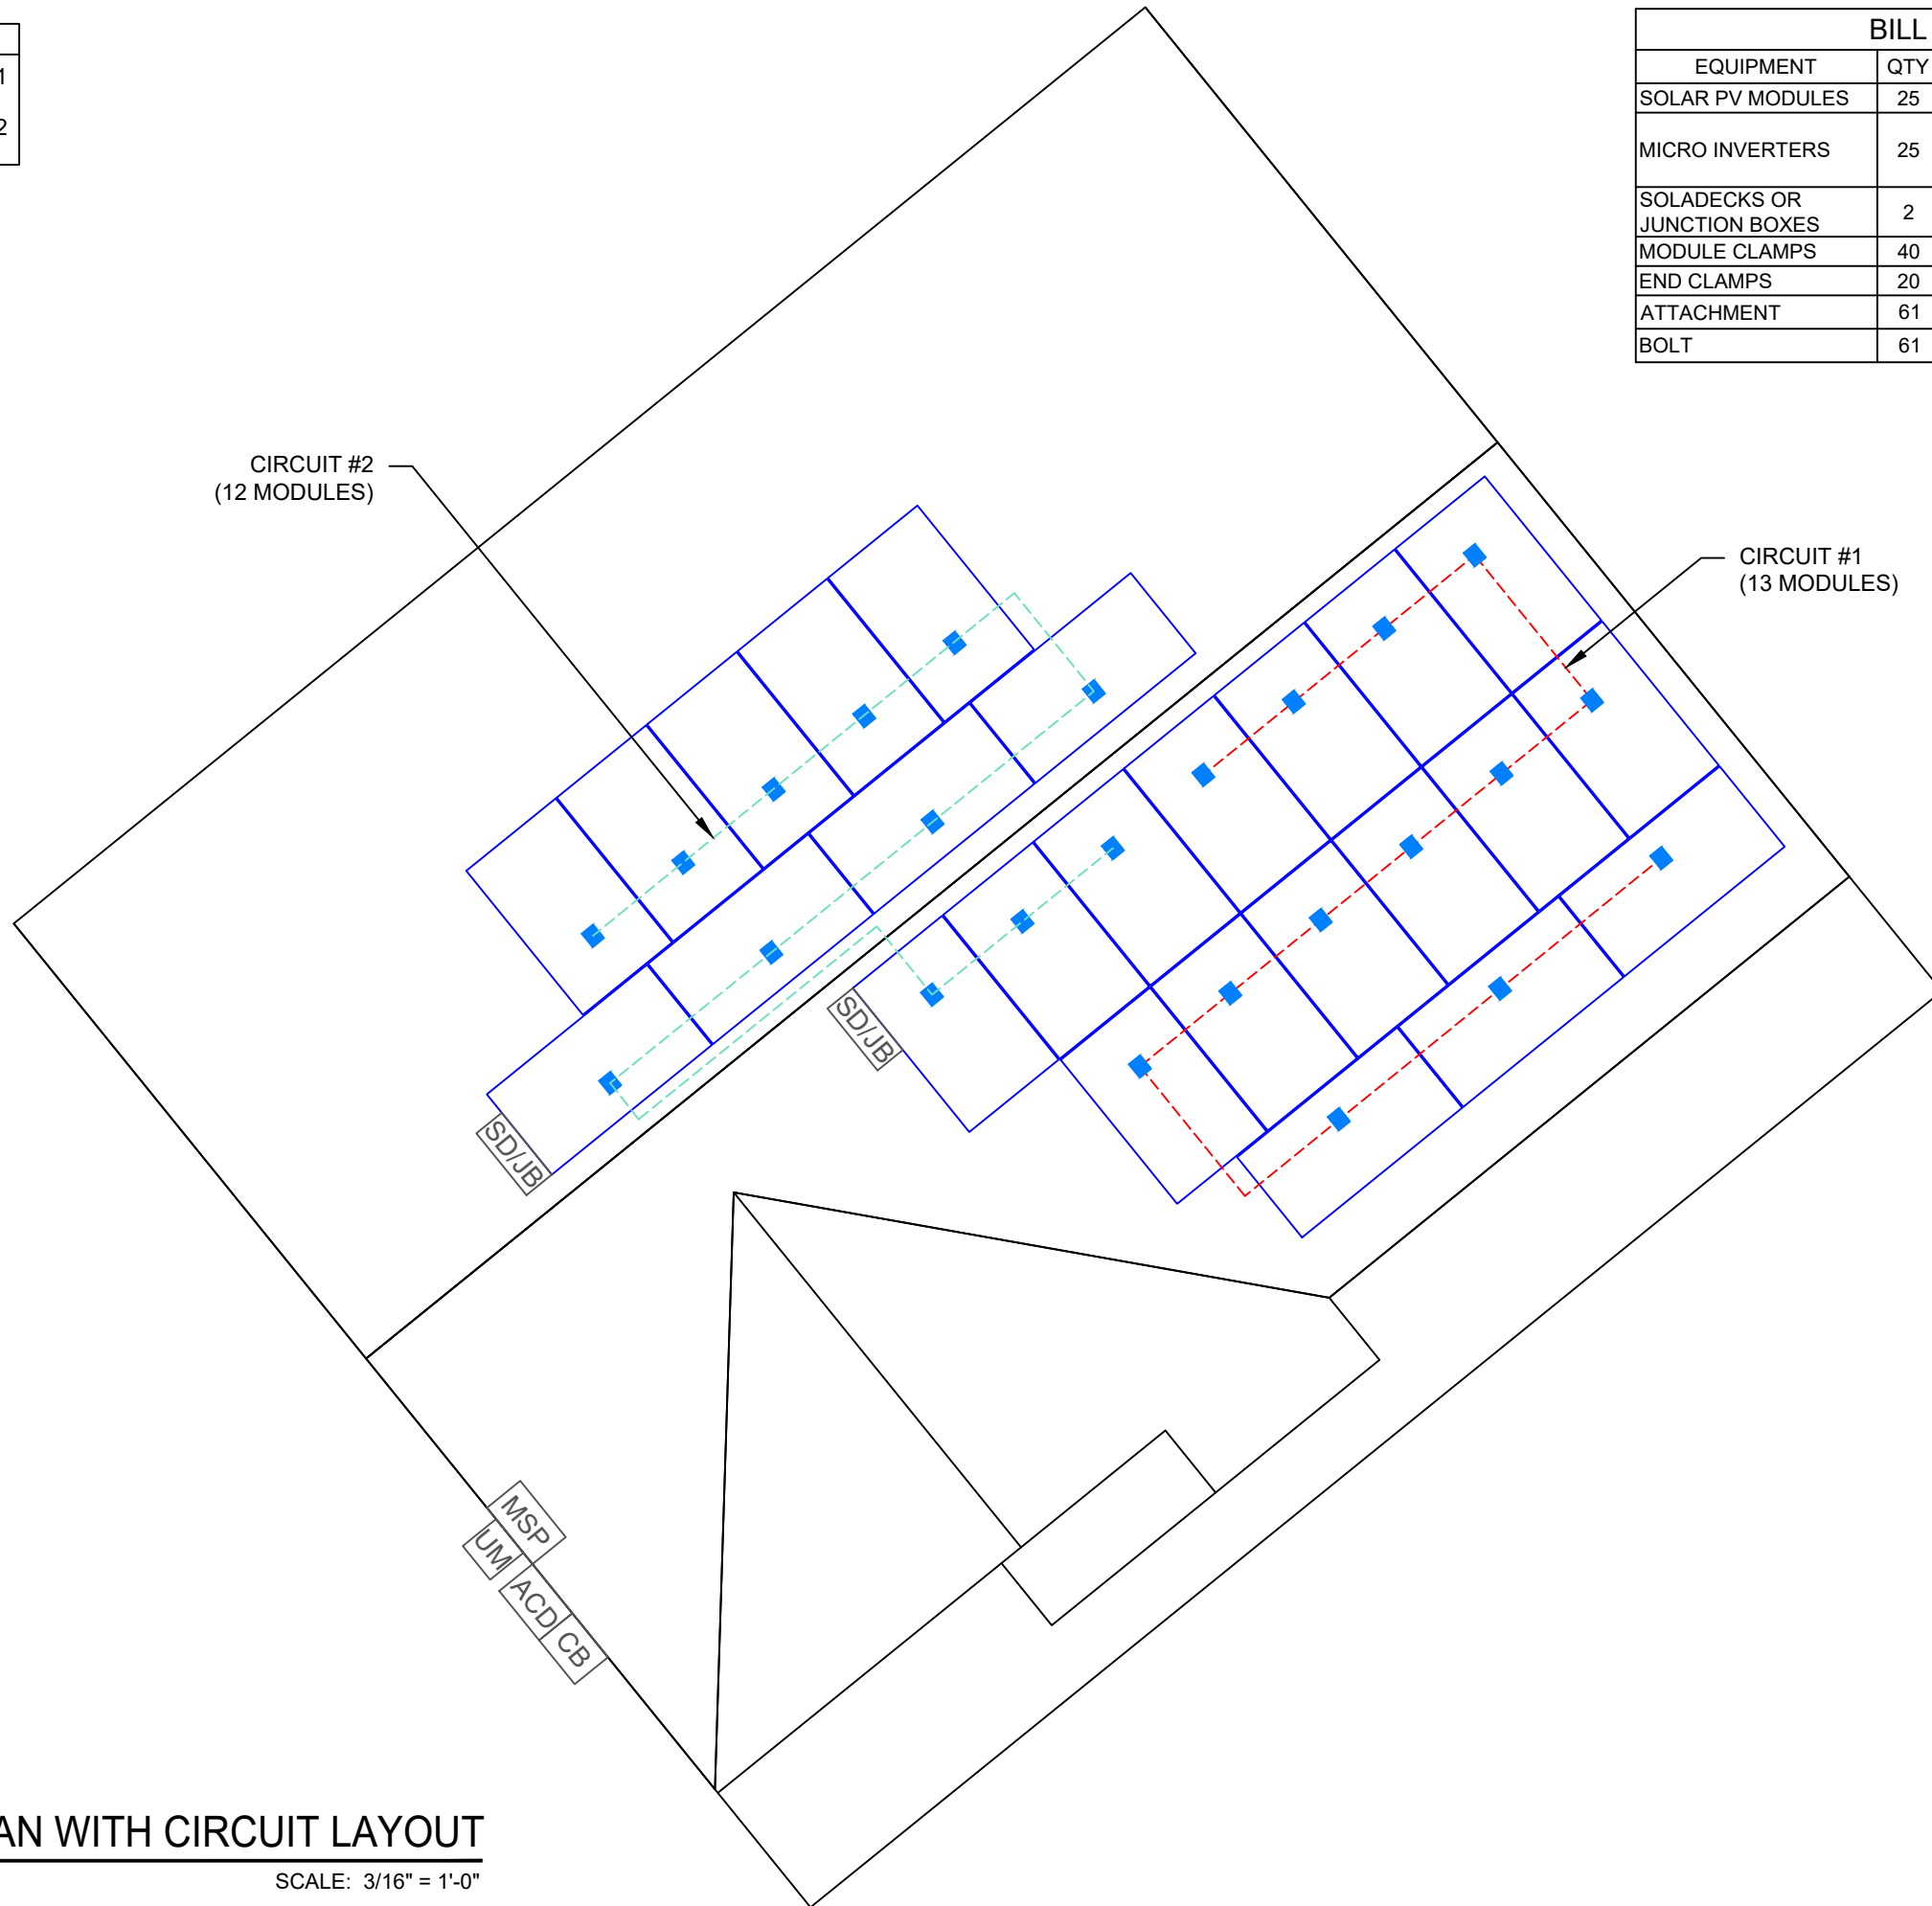 1
2
BILL
EQUIPMENT QTY
SOLAR PV MODULES 25
MICRO INVERTERS 25
SOLADECKS OR
JUNCTION BOXES 2
MODULE CLAMPS 40
END CLAMPS 20
ATTACHMENT 61
BOLT 61
CIRCUIT #2
(12 MODULES)
CIRCUIT #1
(13 MODULES)
SD/JB
SD/JB
MSP
UM
ACD
CB
AN WITH CIRCUIT LAYOUT
SCALE: 3/16" = 1'-0"